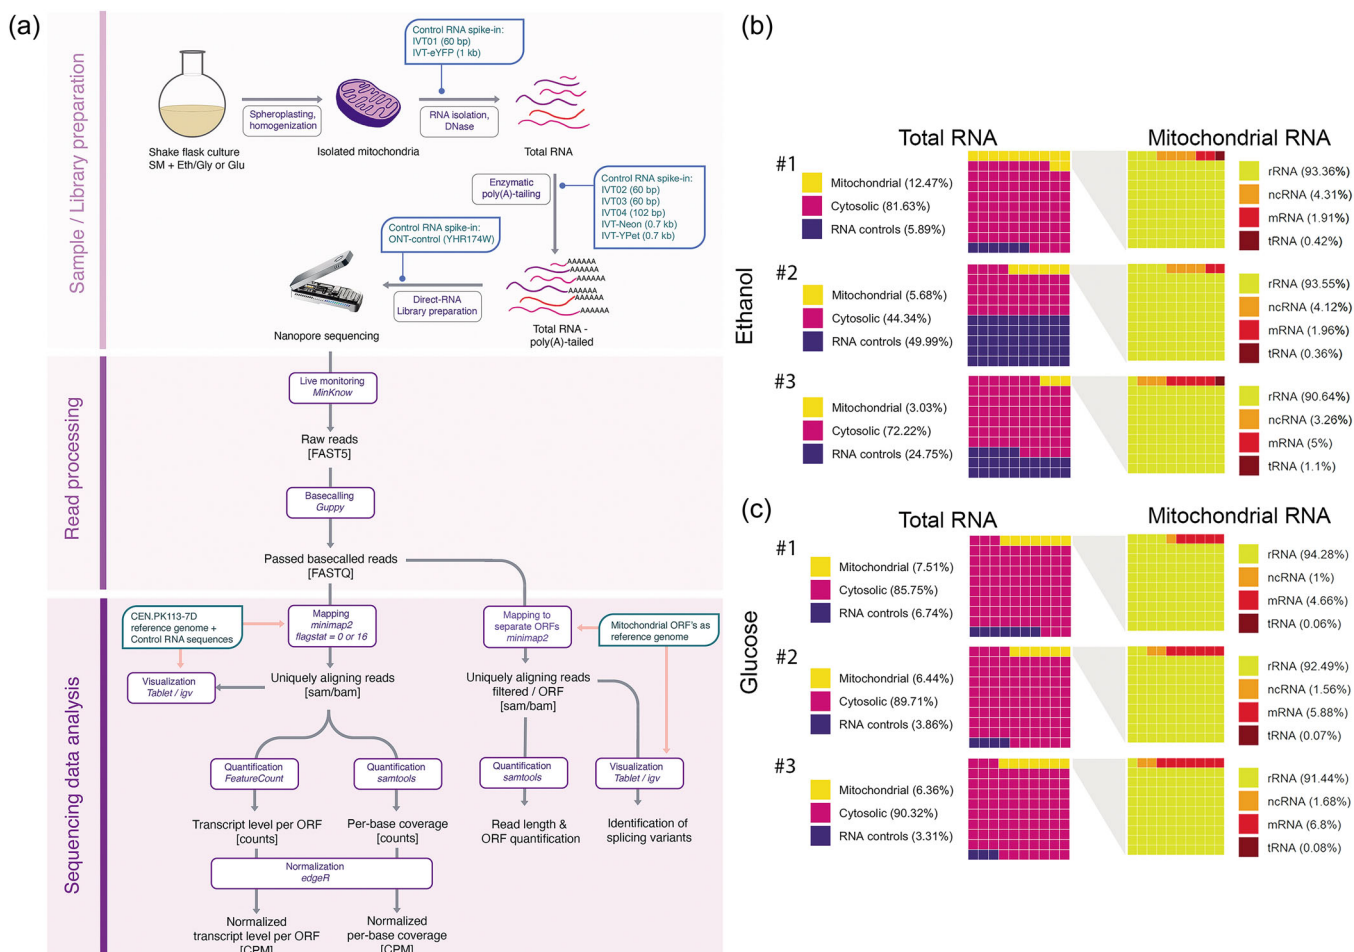 (a)
Sample / Library preparation
Control RNA spike-in:
IVT01 (60 bp)
IVT-eYFP (1 kb)
Spheroplasting,
homogenization
RNA isolation,
DNase
Shake flask culture
SM + Eth/Gly or Glu
Isolated mitochondria
Total RNA
Enzymatic
poly(A)-tailing
Control RNA spike-in:
IVT02 (60 bp)
IVT03 (60 bp)
IVT04 (102 bp)
IVT-Neon (0.7 kb)
IVT-YPet (0.7 kb)
Control RNA spike-in:
ONT-control (YHR174W)
AAAAAA
AAAAAA
AAAAAA
AAAAAA
AAAAAA
AAAAAA
Direct-RNA
Library preparation
Nanopore sequencing
Total RNA -
poly(A)-tailed
Read processing
Live monitoring
MinKnow
Raw reads
[FAST5]
Basecalling
Guppy
Passed basecalled reads
[FASTQ]
Sequencing data analysis
CEN.PK113-7D
reference genome +
Control RNA sequences
Mapping
minimap2
flagstat = 0 or 16
Mapping to
separate ORFs
minimap2
Mitochondrial ORF's as
reference genome
Visualization
Tablet / igv
Uniquely aligning reads
[sam/bam]
Uniquely aligning reads
filtered / ORF
[sam/bam]
Quantification
FeatureCount
Quantification
samtools
Quantification
samtools
Visualization
Tablet / igv
Transcript level per ORF
[counts]
Per-base coverage
[counts]
Read length &
ORF quantification
Identification of
splicing variants
Normalization
edgeR
Normalized
transcript level per ORF
[CPM]
Normalized
per-base coverage
[CPM]
(b)
Ethanol
Total RNA
Mitochondrial RNA
#1
Mitochondrial (12.47%)
Cytosolic (81.63%)
RNA controls (5.89%)
rRNA (93.36%)
ncRNA (4.31%)
mRNA (1.91%)
tRNA (0.42%)
#2
Mitochondrial (5.68%)
Cytosolic (44.34%)
RNA controls (49.99%)
rRNA (93.55%)
ncRNA (4.12%)
mRNA (1.96%)
tRNA (0.36%)
#3
Mitochondrial (3.03%)
Cytosolic (72.22%)
RNA controls (24.75%)
rRNA (90.64%)
ncRNA (3.26%)
mRNA (5%)
tRNA (1.1%)
(c)
Glucose
Total RNA
Mitochondrial RNA
#1
Mitochondrial (7.51%)
Cytosolic (85.75%)
RNA controls (6.74%)
rRNA (94.28%)
ncRNA (1%)
mRNA (4.66%)
tRNA (0.06%)
#2
Mitochondrial (6.44%)
Cytosolic (89.71%)
RNA controls (3.86%)
rRNA (92.49%)
ncRNA (1.56%)
mRNA (5.88%)
tRNA (0.07%)
#3
Mitochondrial (6.36%)
Cytosolic (90.32%)
RNA controls (3.31%)
rRNA (91.44%)
ncRNA (1.68%)
mRNA (6.8%)
tRNA (0.08%)